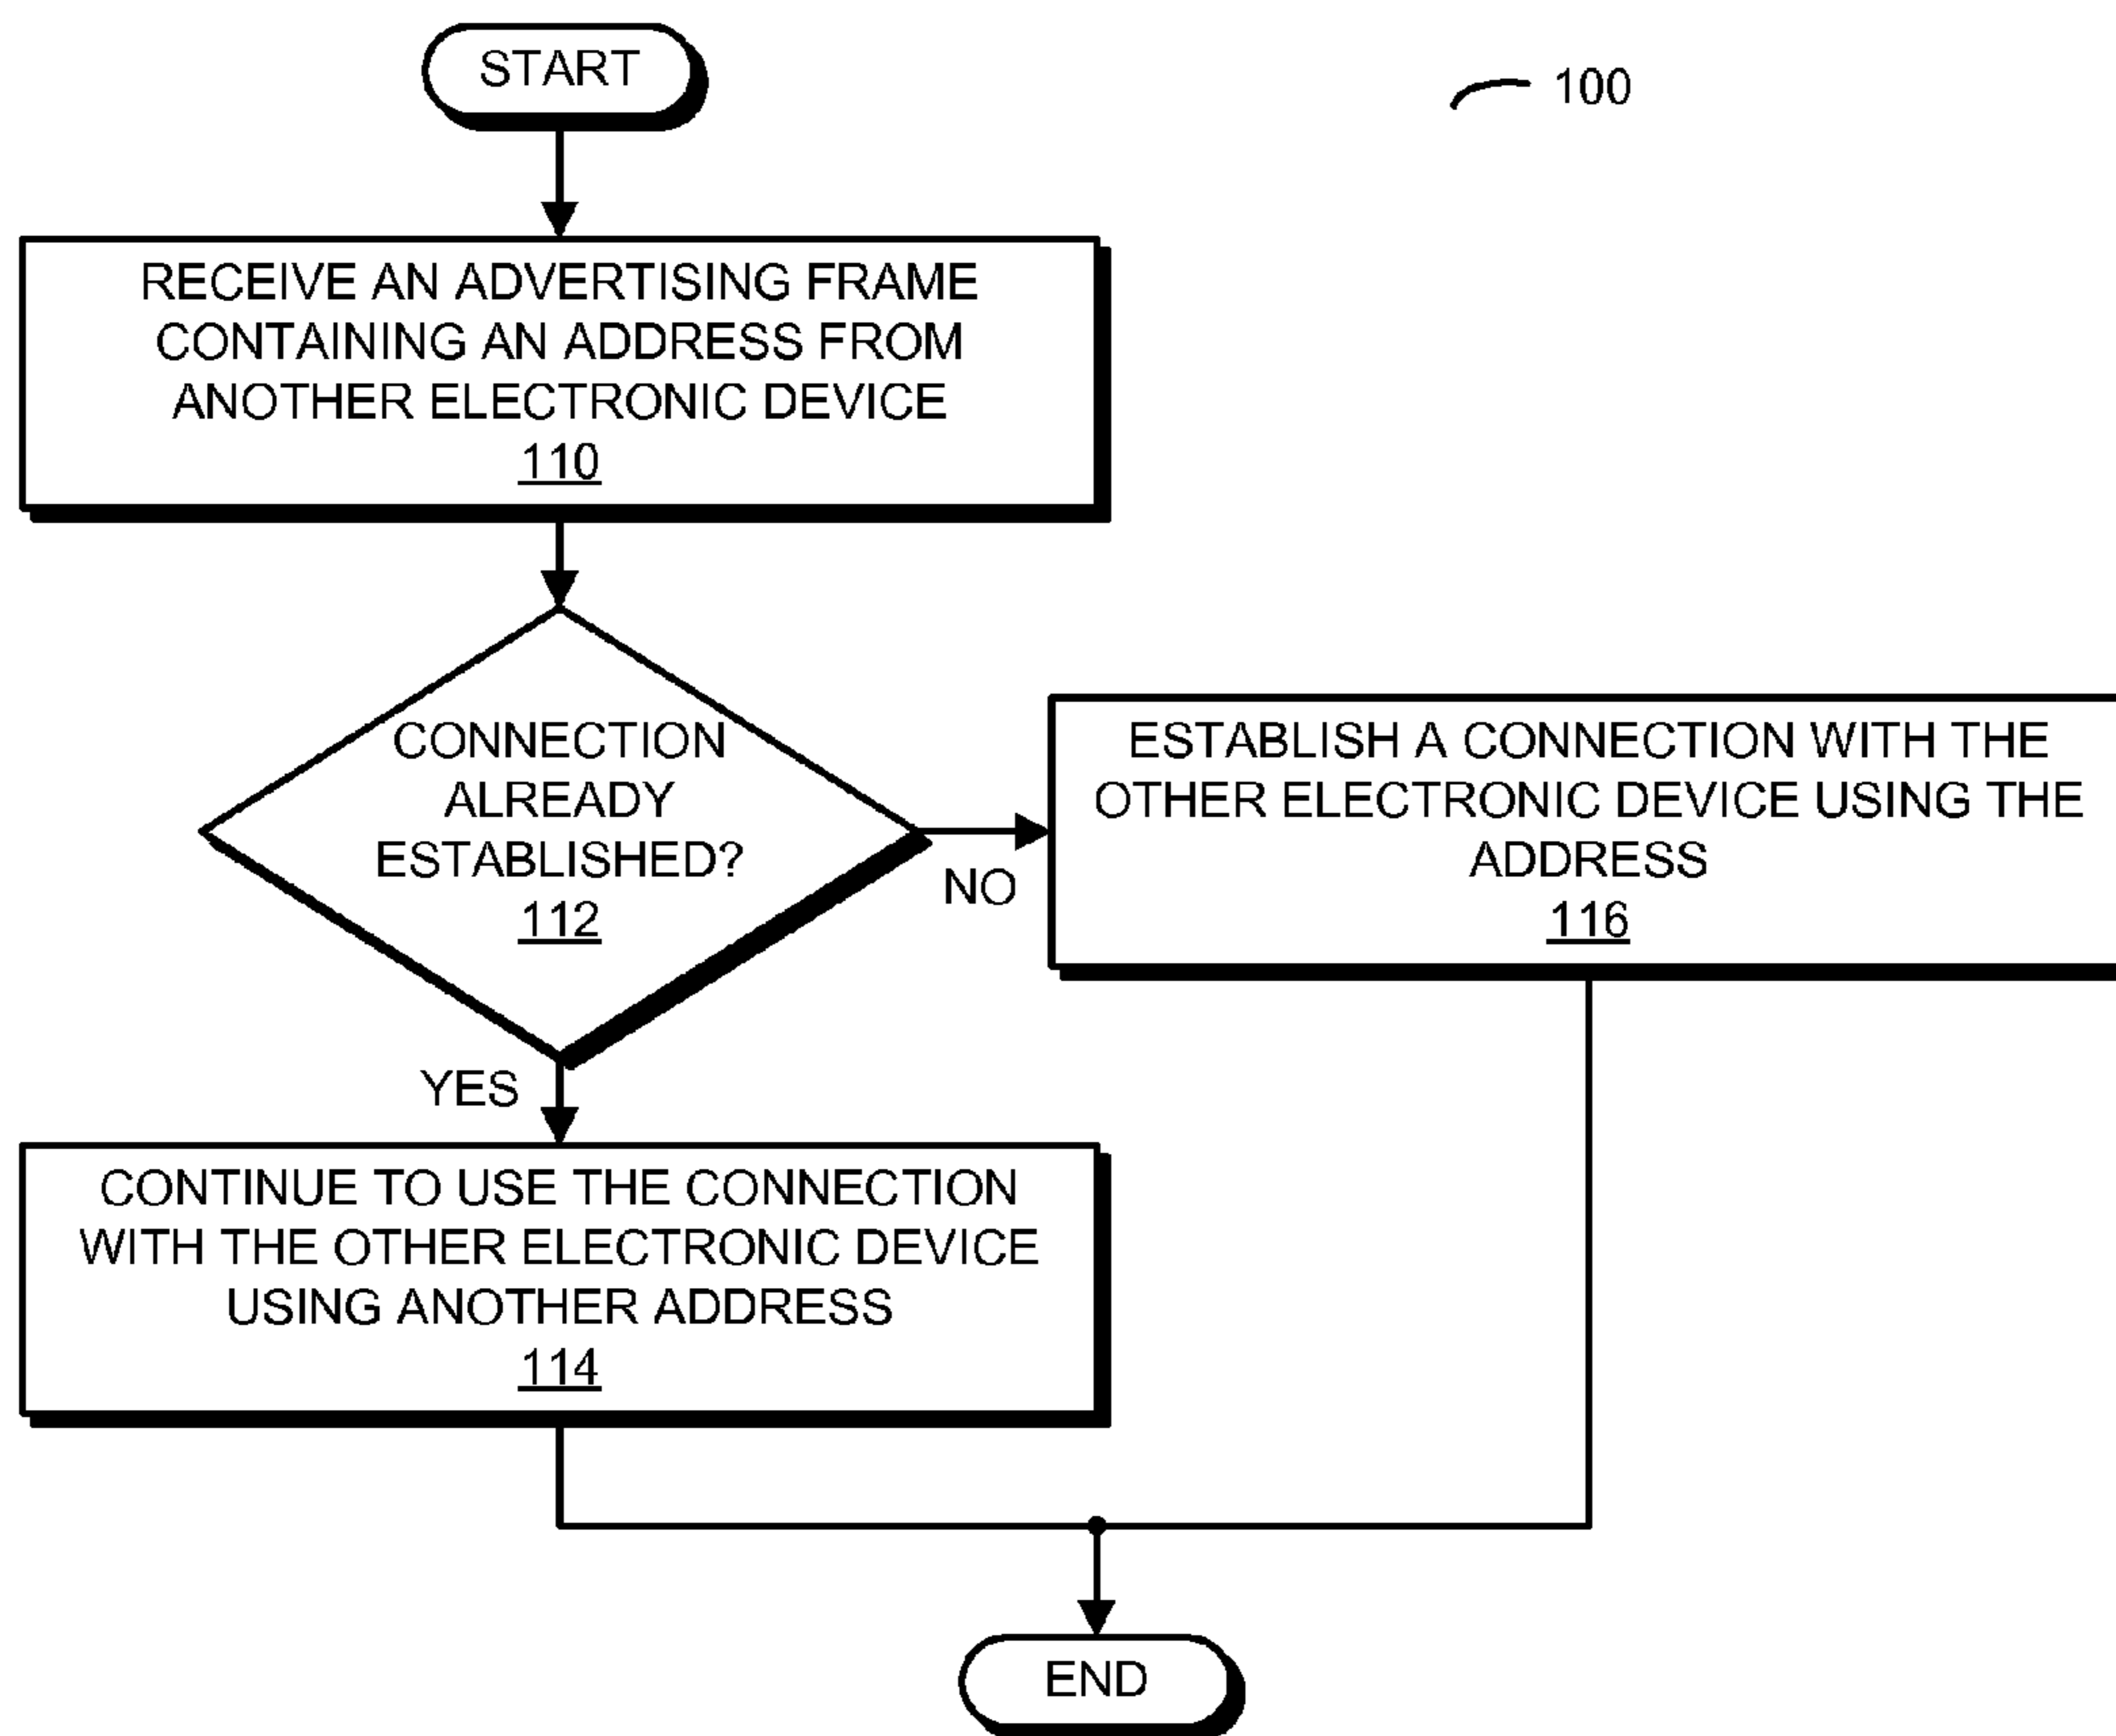 START
100
RECEIVE AN ADVERTISING FRAME
CONTAINING AN ADDRESS FROM
ANOTHER ELECTRONIC DEVICE
110
CONNECTION
ALREADY
ESTABLISHED?
112
NO
ESTABLISH A CONNECTION WITH THE
OTHER ELECTRONIC DEVICE USING THE
ADDRESS
116
YES
CONTINUE TO USE THE CONNECTION
WITH THE OTHER ELECTRONIC DEVICE
USING ANOTHER ADDRESS
114
END